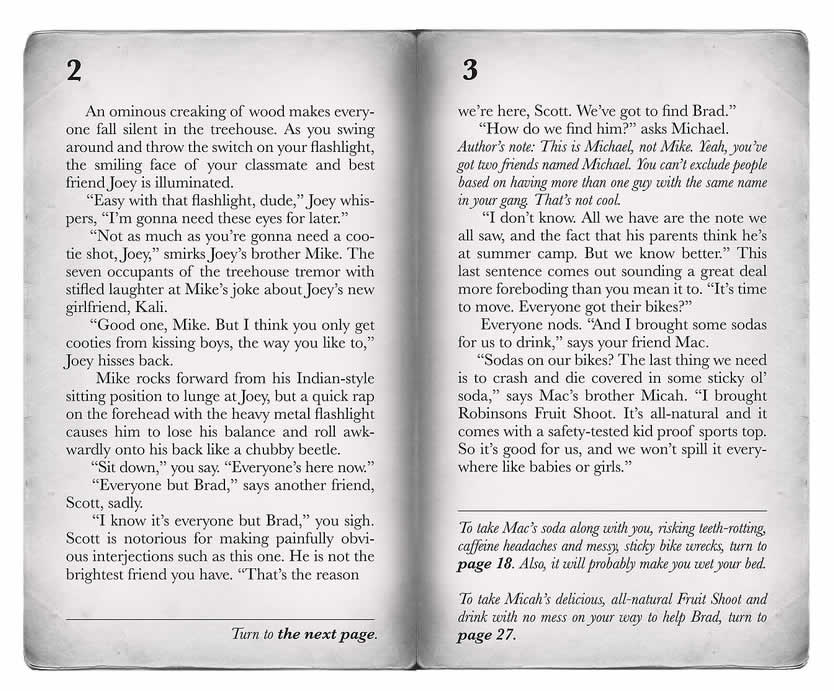 2
An ominous creaking of wood makes every-
one fall silent in the treehouse. As you swing
around and throw the switch on your flashlight,
the smiling face of your classmate and best
friend Joey is illuminated.
“Easy with that flashlight, dude,” Joey whis-
pers, “I’m gonna need these eyes for later.”
“Not as much as you’re gonna need a coo-
tie shot, Joey,” smirks Joey’s brother Mike. The
seven occupants of the treehouse tremor with
stifled laughter at Mike’s joke about Joey’s new
girlfriend, Kali.
“Good one, Mike. But I think you only get
cooties from kissing boys, the way you like to,”
Joey hisses back.
Mike rocks forward from his Indian-style
sitting position to lunge at Joey, but a quick rap
on the forehead with the heavy metal flashlight
causes him to lose his balance and roll awk-
wardly onto his back like a chubby beetle.
“Sit down,” you say. “Everyone’s here now.”
“Everyone but Brad,” says another friend,
Scott, sadly.
“I know it’s everyone but Brad,” you sigh.
Scott is notorious for making painfully obvi-
ous interjections such as this one. He is not the
brightest friend you have. “That’s the reason
Turn to the next page.
3
we’re here, Scott. We’ve got to find Brad.”
“How do we find him?” asks Michael.
Author’s note: This is Michael, not Mike. Yeah, you’ve
got two friends named Michael. You can’t exclude people
based on having more than one guy with the same name
in your gang. That’s not cool.
“I don’t know. All we have are the note we
all saw, and the fact that his parents think he’s
at summer camp. But we know better.” This
last sentence comes out sounding a great deal
more foreboding than you mean it to. “It’s time
to move. Everyone got their bikes?”
Everyone nods. “And I brought some sodas
for us to drink,” says your friend Mac.
“Sodas on our bikes? The last thing we need
is to crash and die covered in some sticky ol’
soda,” says Mac’s brother Micah. “I brought
Robinsons Fruit Shoot. It’s all-natural and it
comes with a safety-tested kid proof sports top.
So it’s good for us, and we won’t spill it every-
where like babies or girls.”
To take Mac’s soda along with you, risking teeth-rotting,
caffeine headaches and messy, sticky bike wrecks, turn to
page 18. Also, it will probably make you wet your bed.
To take Micah’s delicious, all-natural Fruit Shoot and
drink with no mess on your way to help Brad, turn to
page 27.